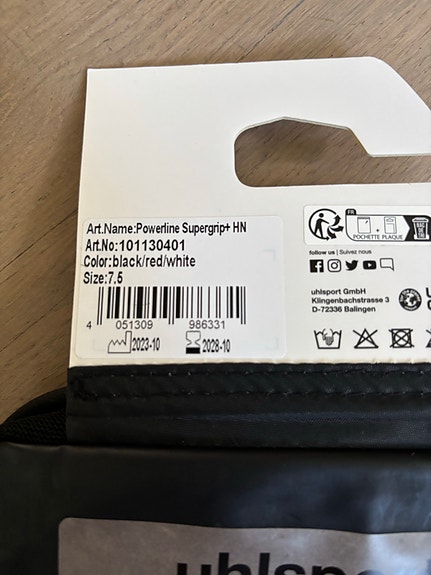 Art.Name:Powerline Supergrip+ HN
Art.No:101130401
Color:black/red/white
Size:7.5
4 051309 986331
2023-10
2028-10
FR
POCHETTE PLAQUE
follow us | Suivez nous
uhlsport GmbH
Klingenbachstrasse 3
D-72336 Balingen
uhlsport